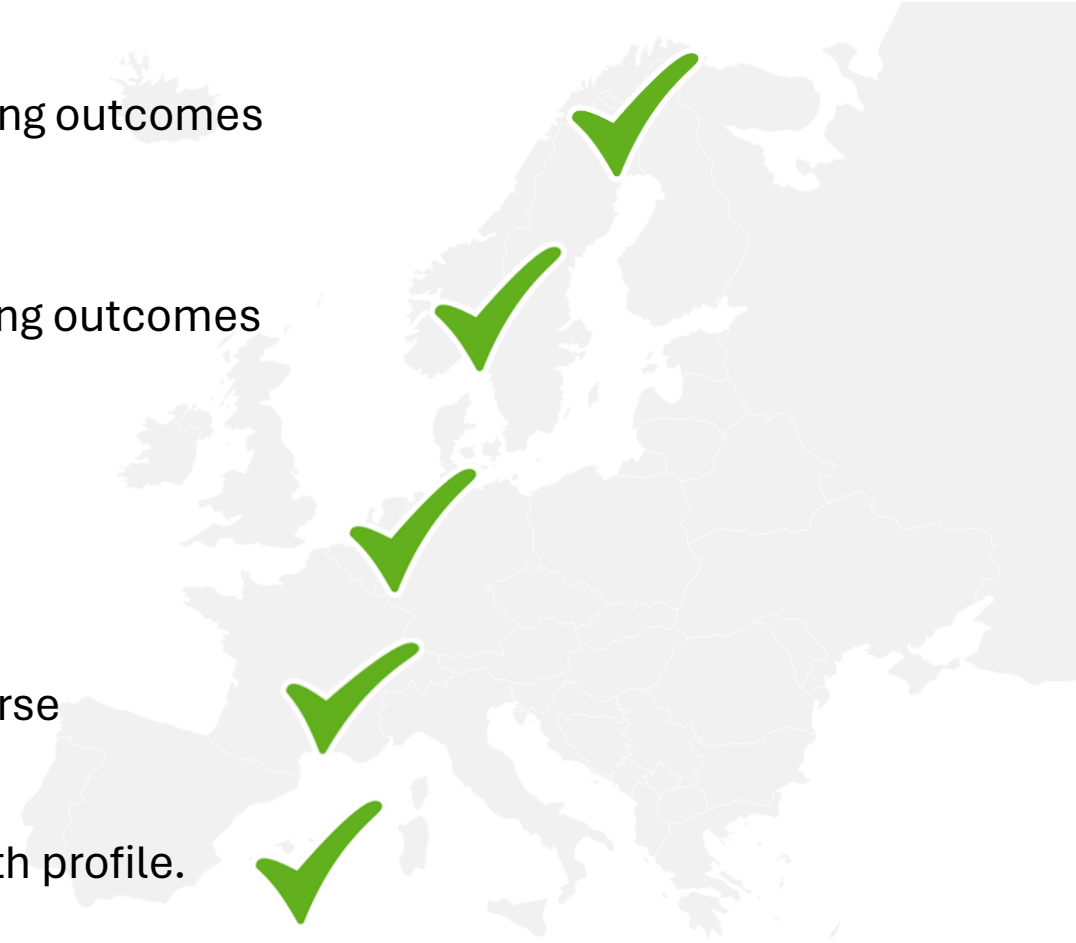 ng outcomes
ng outcomes
rse
th profile.